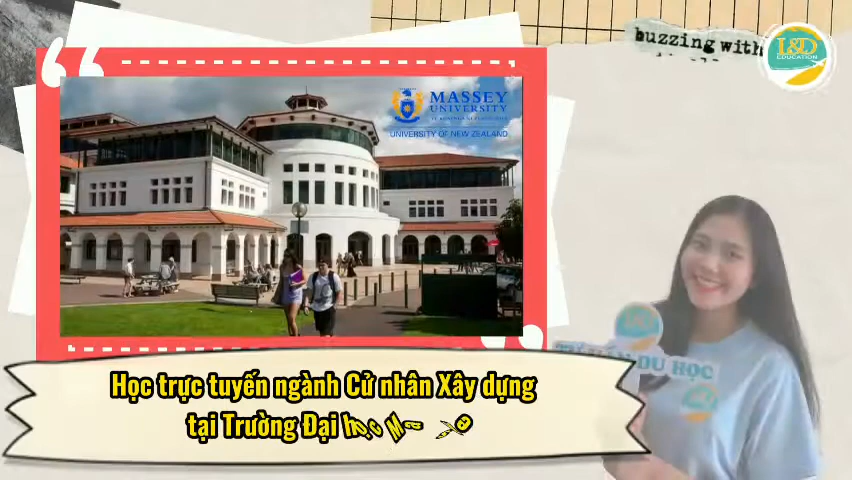 buzzing with
L&D
EDUCATION
MASSEY
UNIVERSITY
UNIVERSITY OF NEW ZEALAND
L&D
DU HỌC
Học trực tuyến ngành Cử nhân Xây dựng
tại Trường Đại học